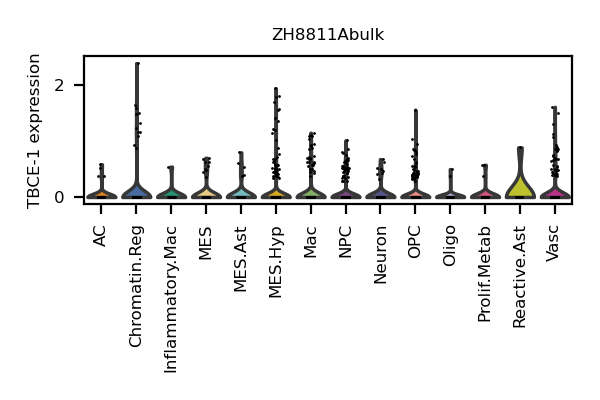 ZH8811Abulk
TBCE-1 expression
2
0
AC
Chromatin.Reg
Inflammatory.Mac
MES
MES.Ast
MES.Hyp
Mac
NPC
Neuron
OPC
Oligo
Prolif.Metab
Reactive.Ast
Vasc